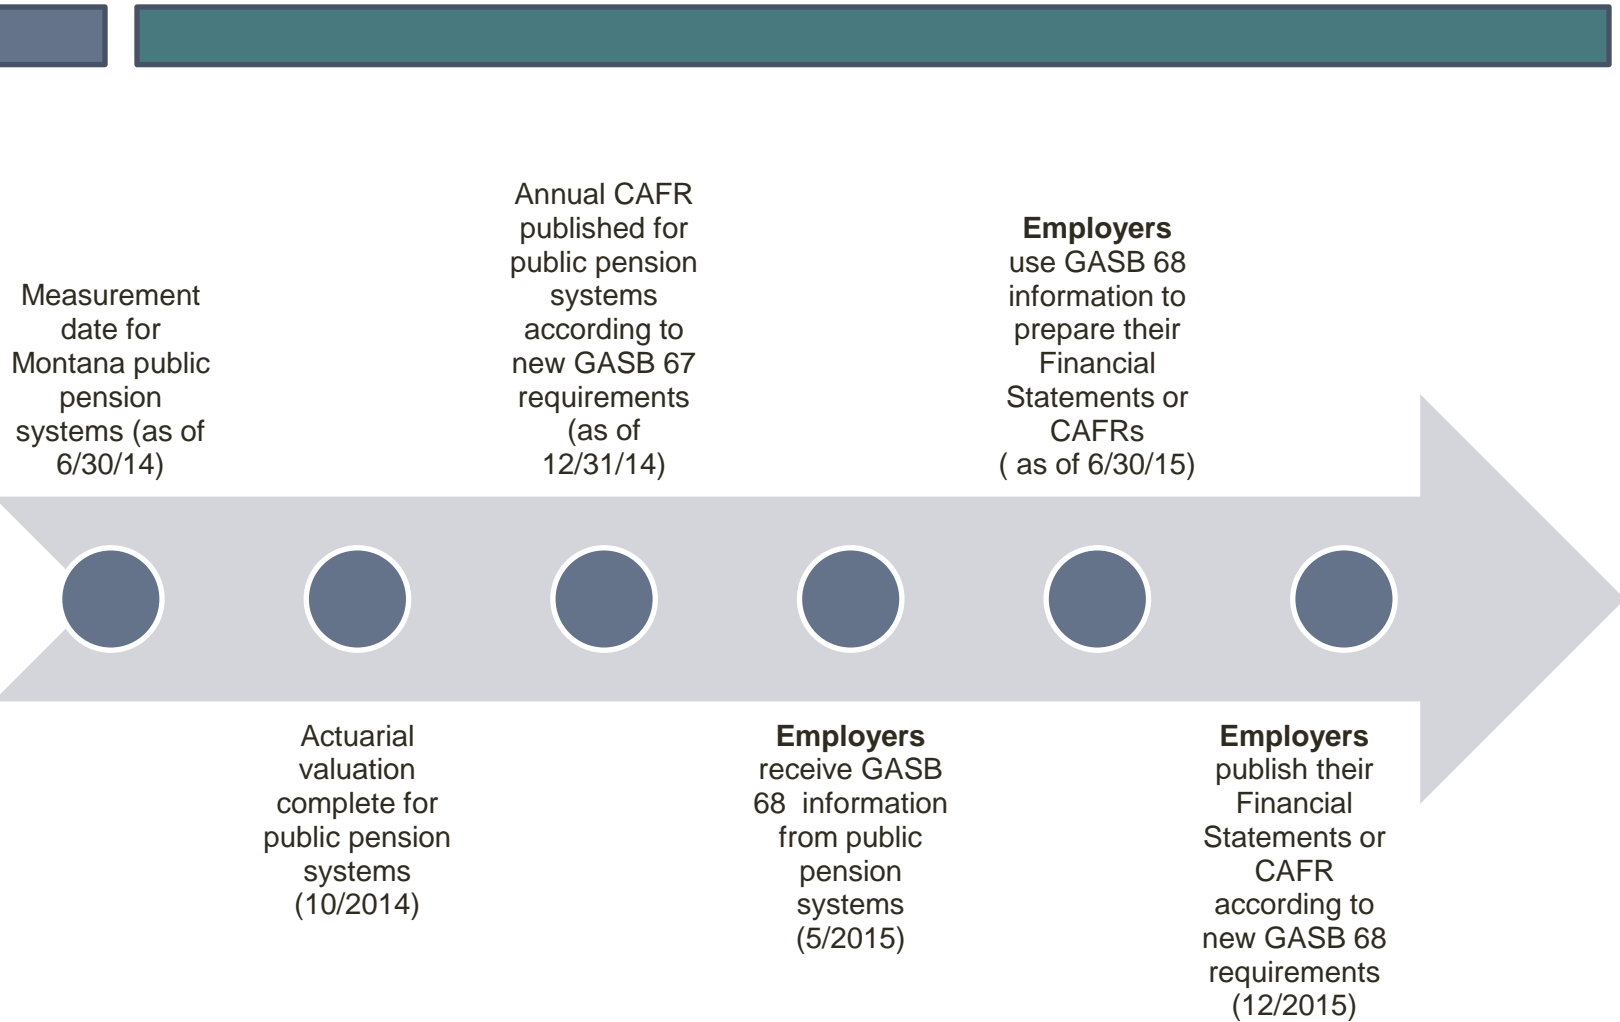 Measurement
date for
Montana public
pension
systems (as of
6/30/14)
Actuarial
valuation
complete for
public pension
systems
(10/2014)
Annual CAFR
published for
public pension
systems
according to
new GASB 67
requirements
(as of
12/31/14)
Employers
receive GASB
68  information
from public
pension
systems
(5/2015)
Employers
use GASB 68
information to
prepare their
Financial
Statements or
CAFRs
( as of 6/30/15)
Employers
publish their
Financial
Statements or
CAFR
according to
new GASB 68
requirements
(12/2015)